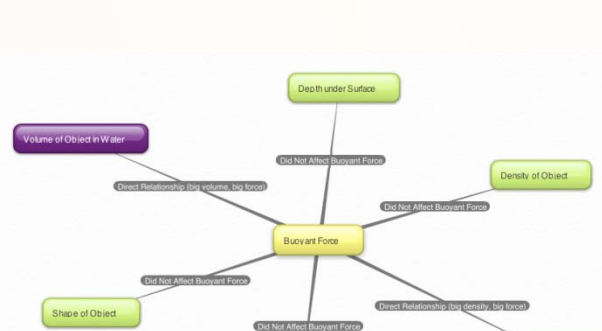 Depth under Surface
Volume of Object in Water
Did Not Affect Buoyant Force
Density of Object
Direct Relationship (big volume, big force)
Did Not Affect Buoyant Force
Buoyant Force
Did Not Affect Buoyant Force
Shape of Object
Direct Relationship (big density, big force)
Did Not Affect Buoyant Force